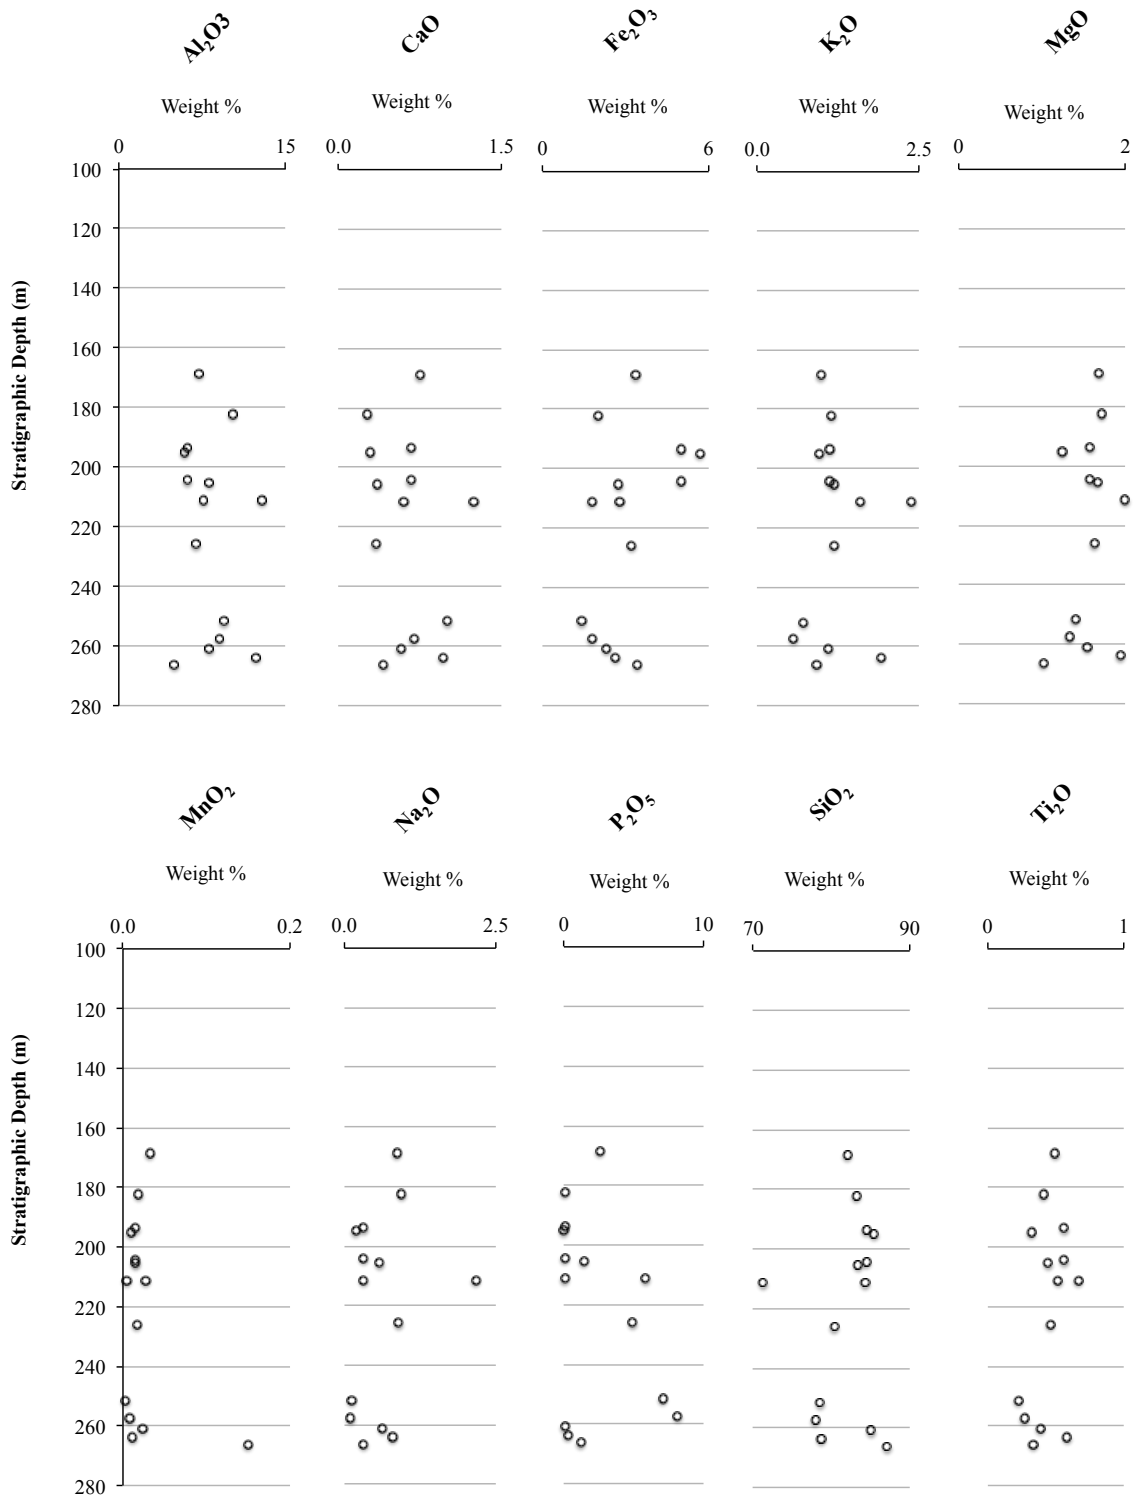 Al₂O3 CaO Fe₂O₃ K₂O MgO
Weight % Weight % Weight % Weight % Weight %
0 15 0.0 1.5 0 6 0.0 2.5 0 2
100
120
140
160
180
200
220
240
260
280
Stratigraphic Depth (m)
MnO₂ Na₂O P₂O₅ SiO₂ Ti₂O
Weight % Weight % Weight % Weight % Weight %
0.0 0.2 0.0 2.5 0 10 70 90 0 1
100
120
140
160
180
200
220
240
260
280
Stratigraphic Depth (m)